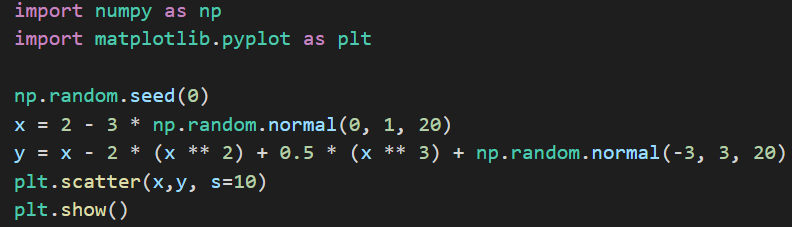 import numpy as np
import matplotlib.pyplot as plt
np.random.seed(0)
x = 2 - 3 * np.random.normal(0, 1, 20)
y = x - 2 * (x ** 2) + 0.5 * (x ** 3) + np.random.normal(-3, 3, 20)
plt.scatter(x,y, s=10)
plt.show()